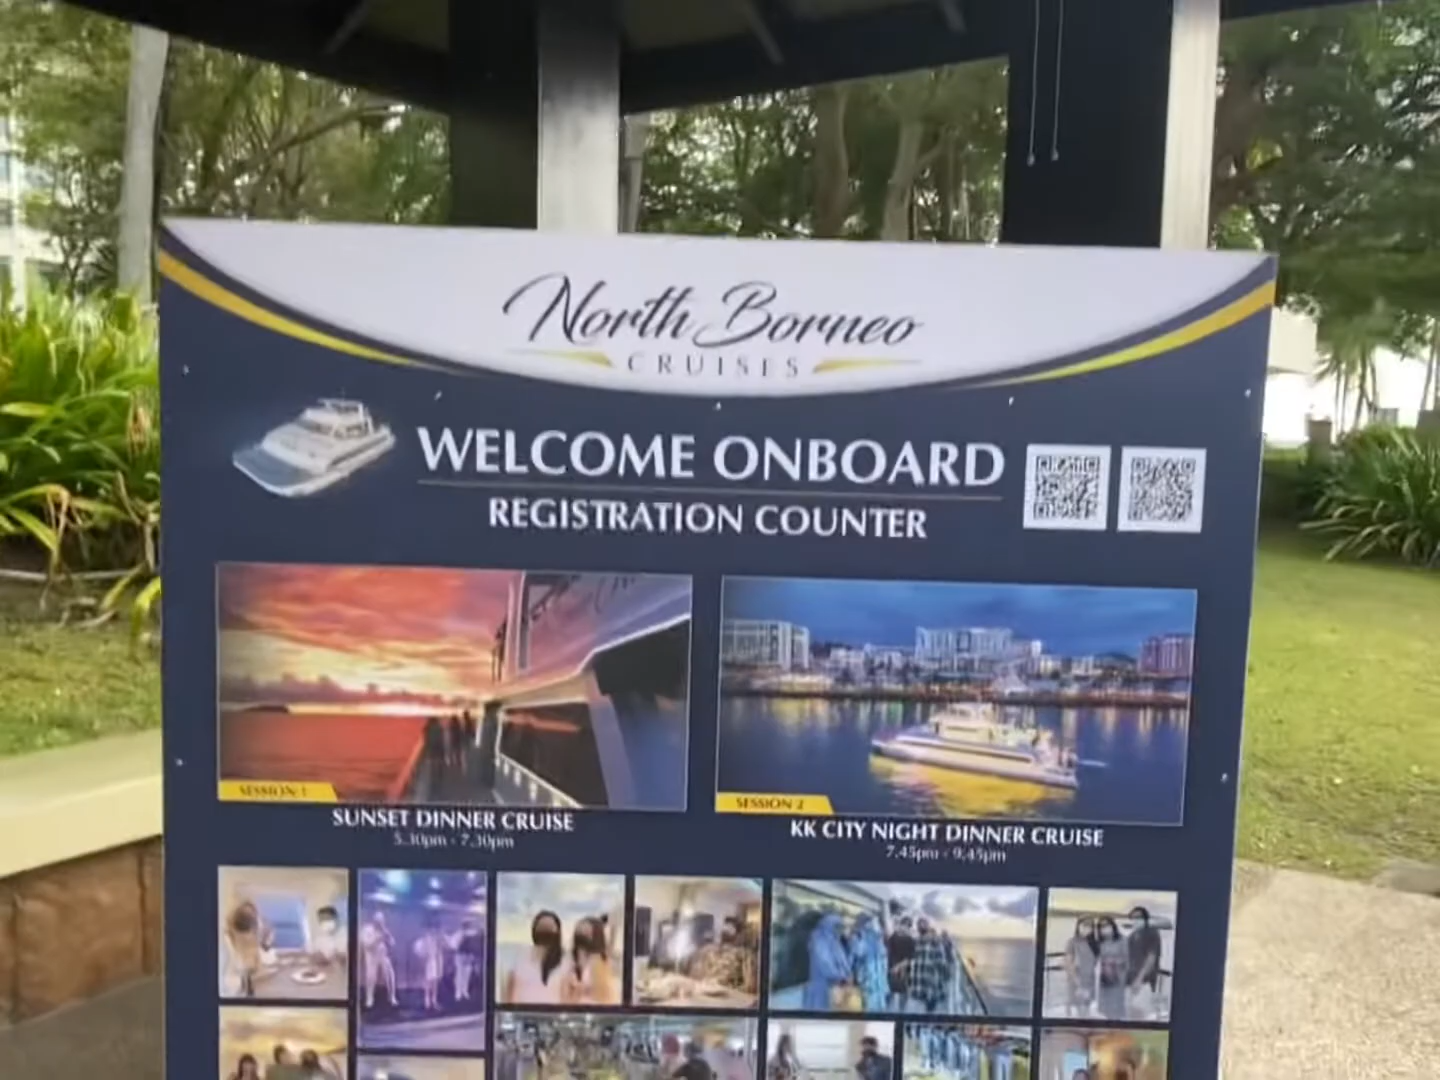 North Borneo
CRUISES
WELCOME ONBOARD
REGISTRATION COUNTER
SESSION 1
SUNSET DINNER CRUISE
5.30pm - 7.30pm
SESSION 2
KK CITY NIGHT DINNER CRUISE
7.45pm - 9.45pm